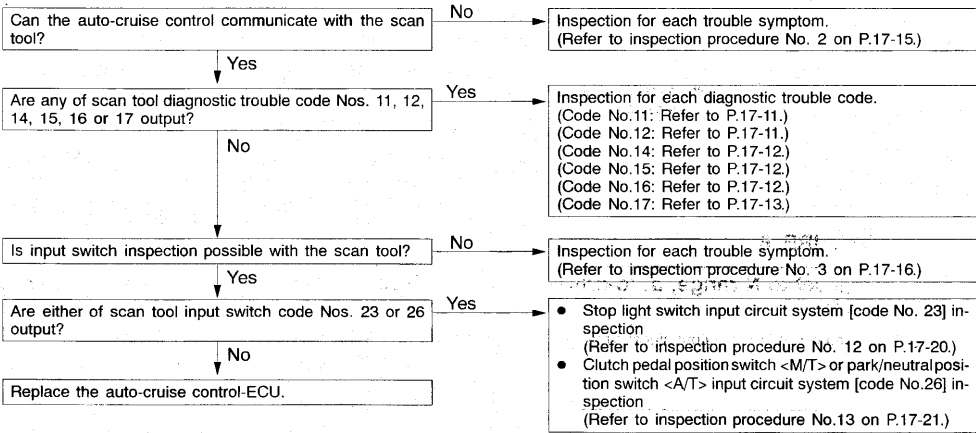 Can the auto-cruise control communicate with the scan
tool?
No
Inspection for each trouble symptom.
(Refer to inspection procedure No. 2 on P.17-15.)
Yes
Are any of scan tool diagnostic trouble code Nos. 11, 12,
14, 15, 16 or 17 output?
Yes
Inspection for each diagnostic trouble code.
(Code No.11: Refer to P.17-11.)
(Code No.12: Refer to P.17-11.)
(Code No.14: Refer to P.17-12.)
(Code No.15: Refer to P.17-12.)
(Code No.16: Refer to P.17-12.)
(Code No.17: Refer to P.17-13.)
No
Is input switch inspection possible with the scan tool?
No
Inspection for each trouble symptom.
(Refer to inspection procedure No. 3 on P.17-16.)
Yes
Are either of scan tool input switch code Nos. 23 or 26
output?
Yes
● Stop light switch input circuit system [code No. 23] in-
spection
(Refer to inspection procedure No. 12 on P.17-20.)
● Clutch pedal position switch <M/T> or park/neutral posi-
tion switch <A/T> input circuit system [code No.26] in-
spection
(Refer to inspection procedure No.13 on P.17-21.)
No
Replace the auto-cruise control-ECU.